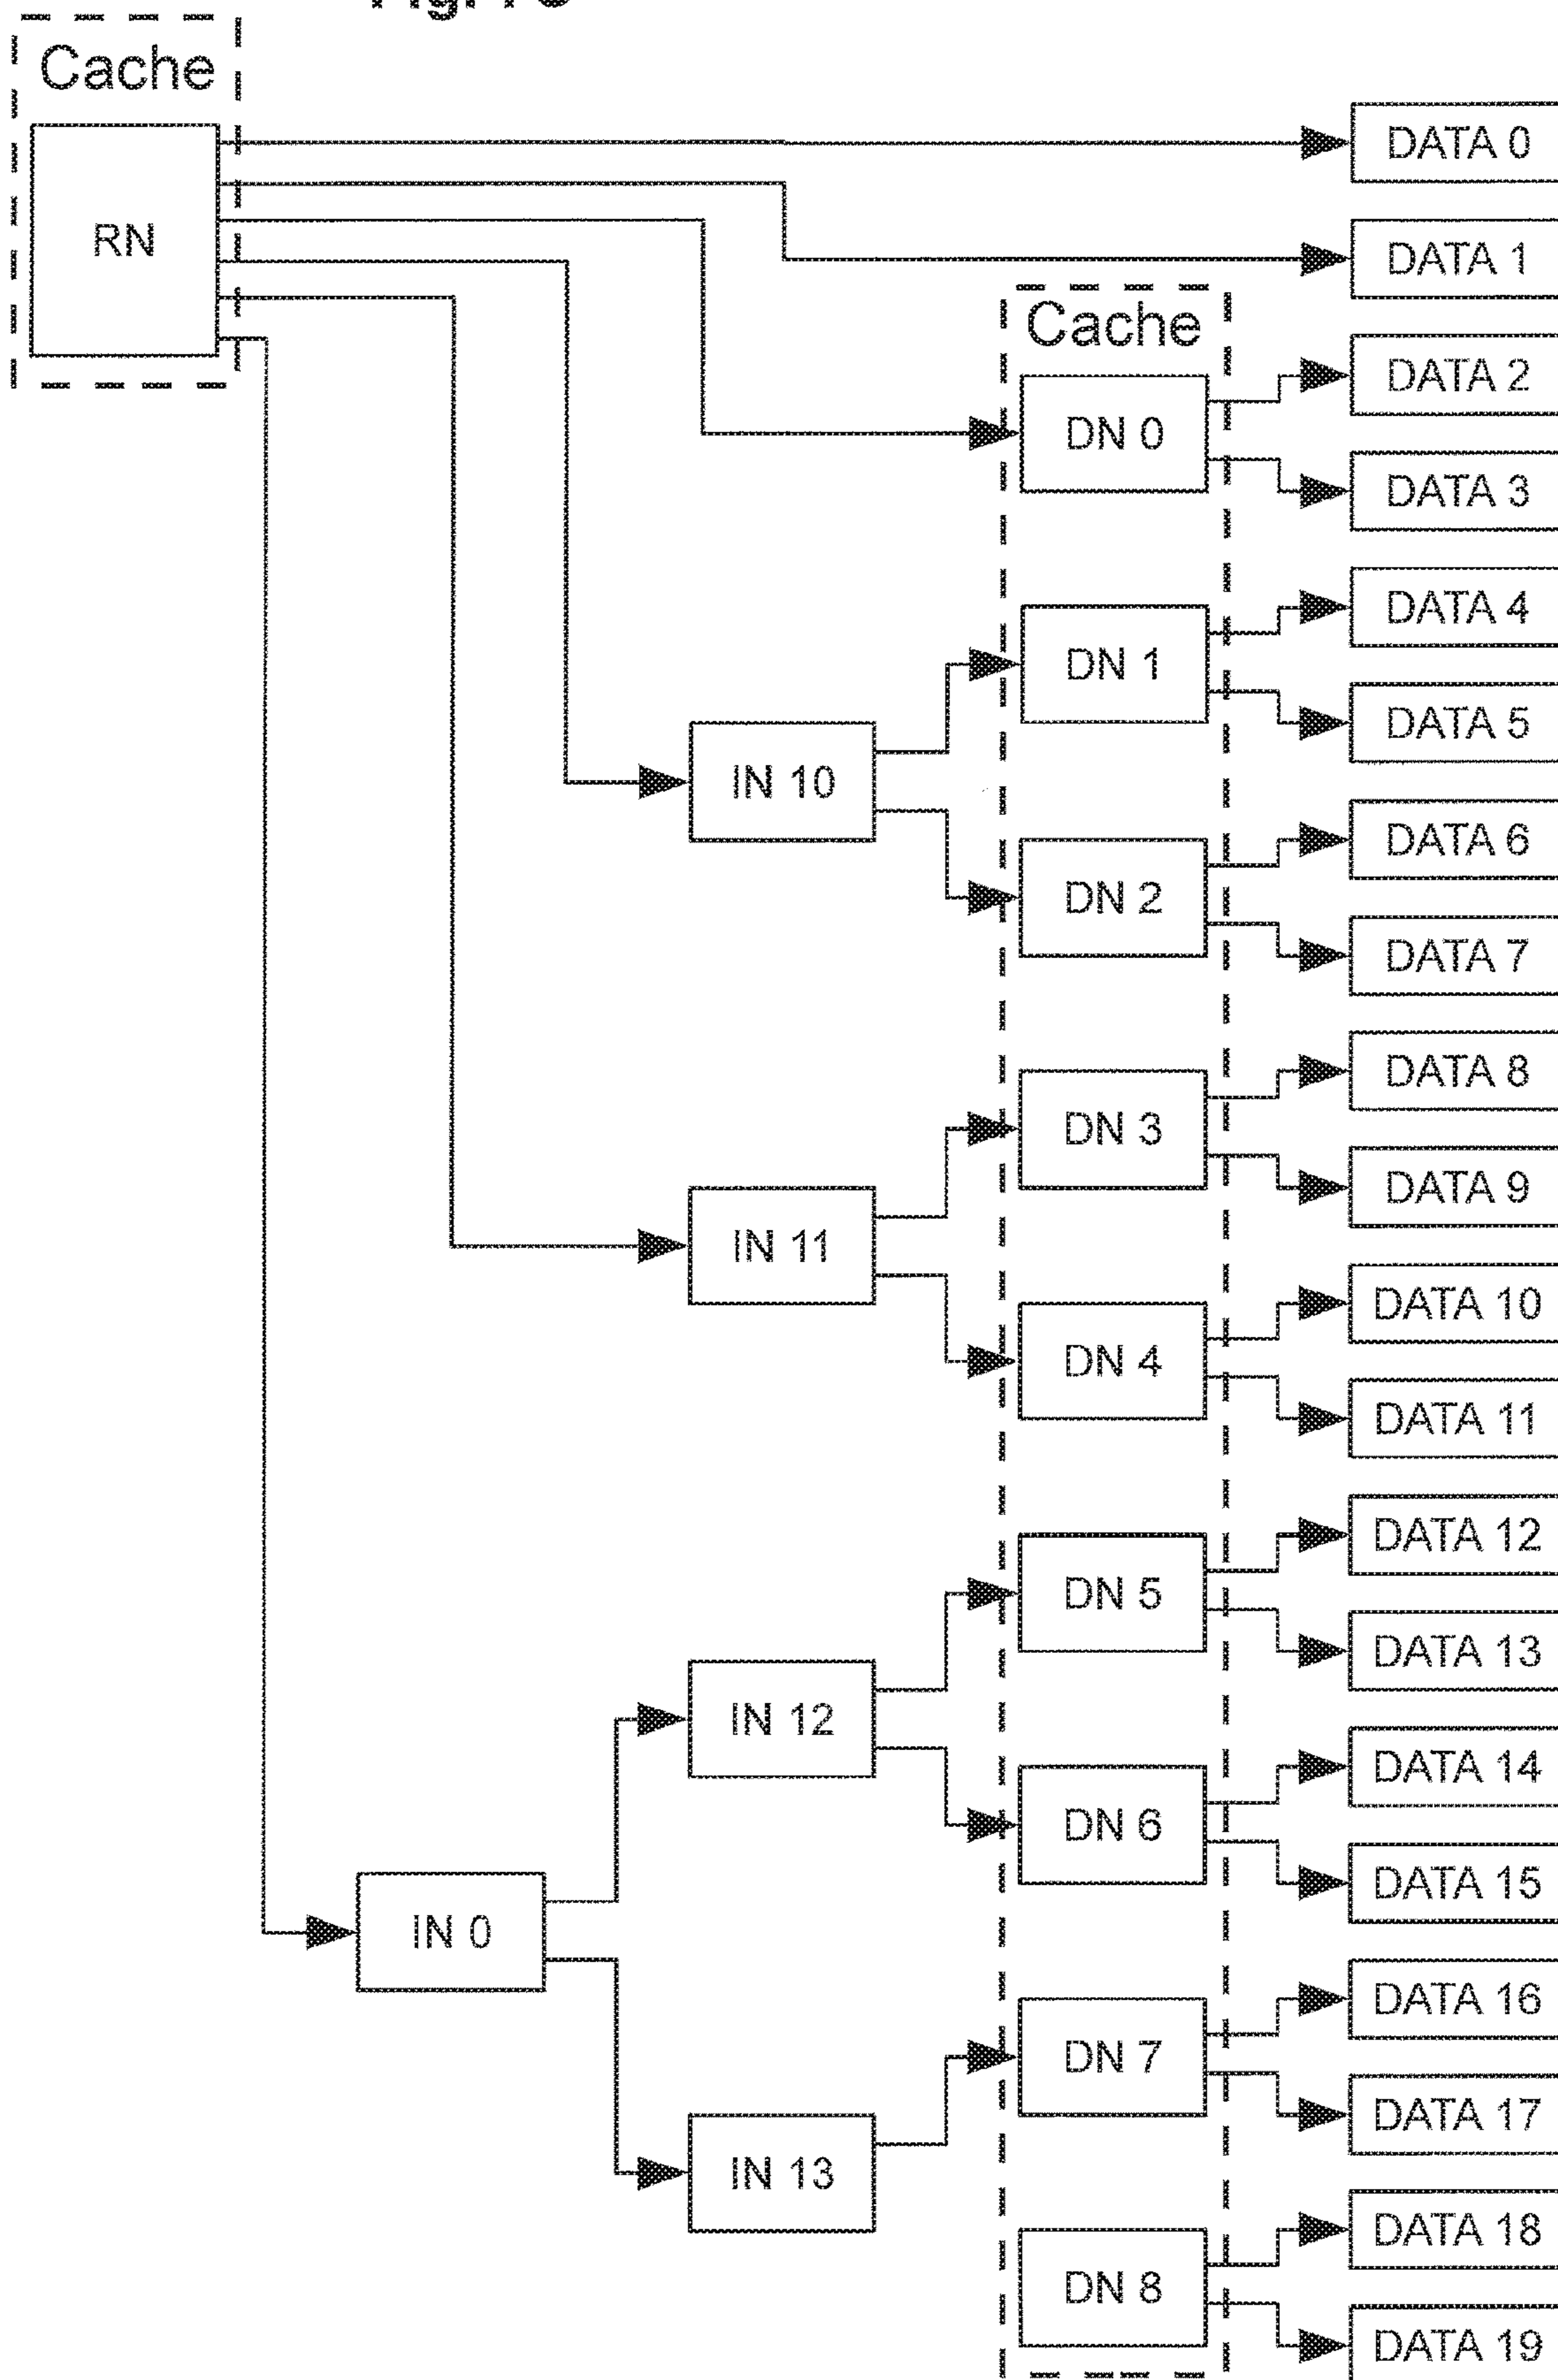 Cache
RN
DATA 0
DATA 1
Cache
DATA 2
DN 0
DATA 3
DATA 4
DN 1
DATA 5
IN 10
DATA 6
DN 2
DATA 7
DATA 8
DN 3
DATA 9
IN 11
DATA 10
DN 4
DATA 11
DATA 12
DN 5
DATA 13
IN 12
DATA 14
DN 6
DATA 15
IN 0
DATA 16
DN 7
DATA 17
IN 13
DATA 18
DN 8
DATA 19